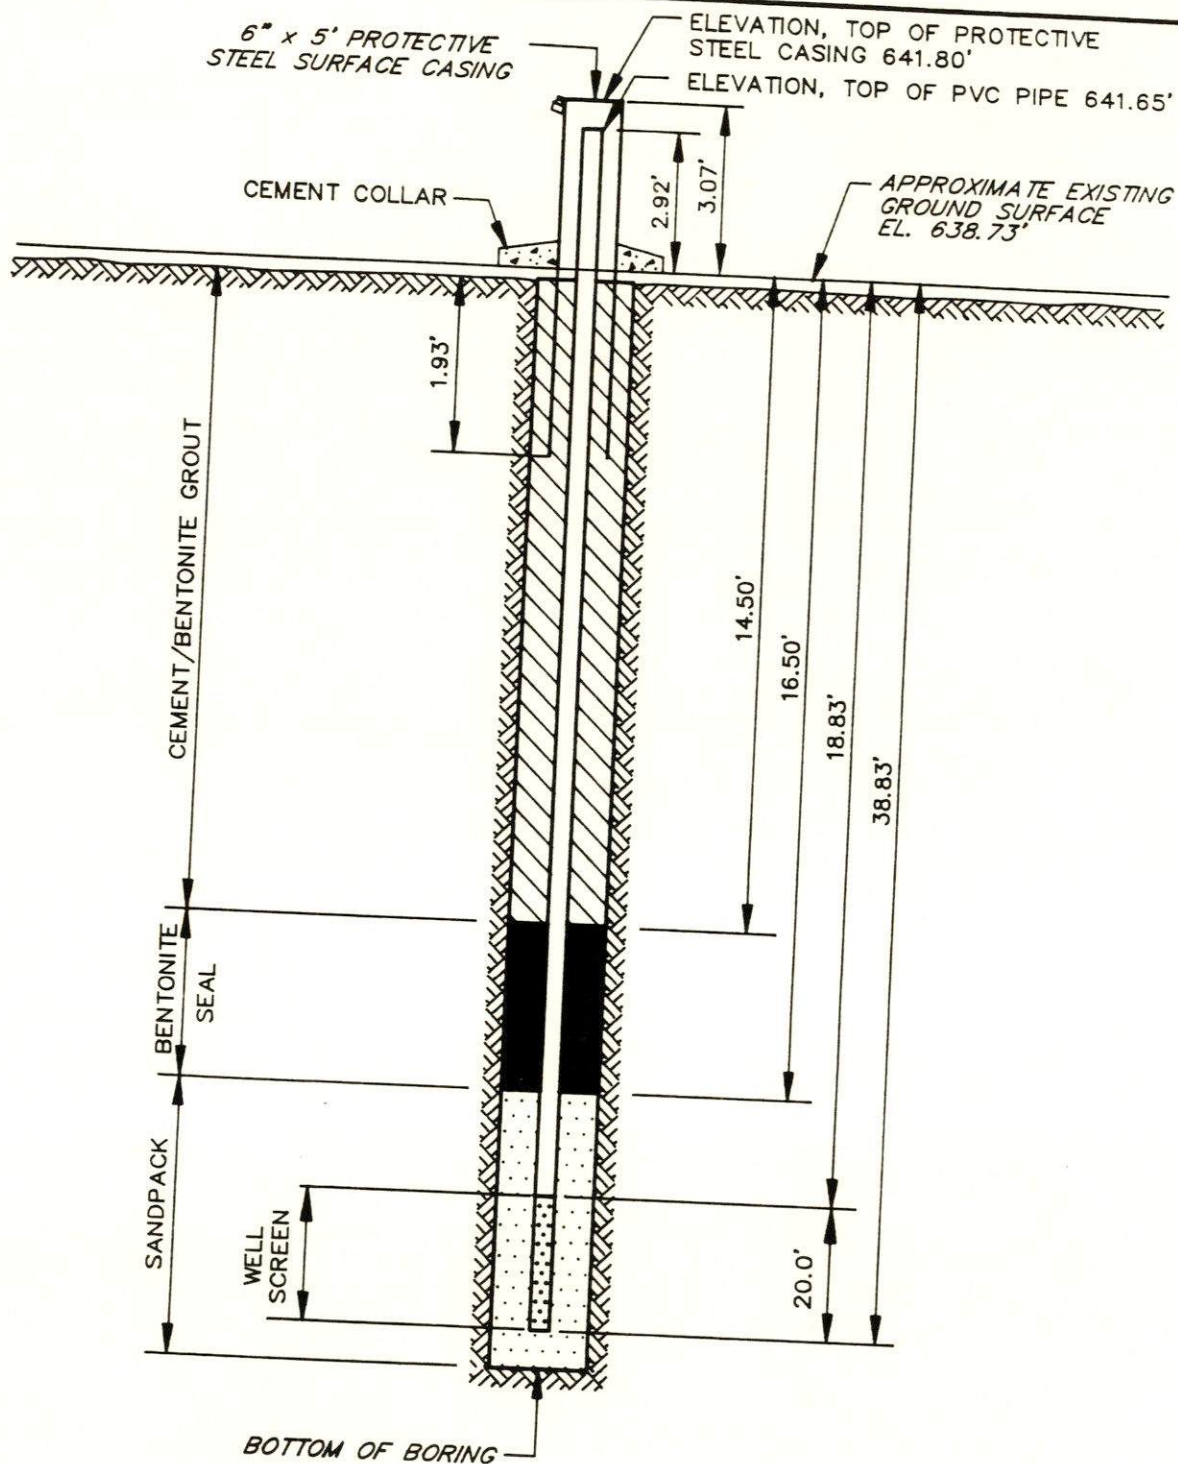 6" x 5' PROTECTIVE
STEEL SURFACE CASING
ELEVATION, TOP OF PROTECTIVE
STEEL CASING 641.80'
ELEVATION, TOP OF PVC PIPE 641.65'
CEMENT COLLAR
2.92'
3.07'
APPROXIMATE EXISTING
GROUND SURFACE
EL. 638.73'
1.93'
CEMENT/BENTONITE GROUT
14.50'
16.50'
18.83'
38.83'
BENTONITE
SEAL
SANDPACK
WELL
SCREEN
20.0'
BOTTOM OF BORING